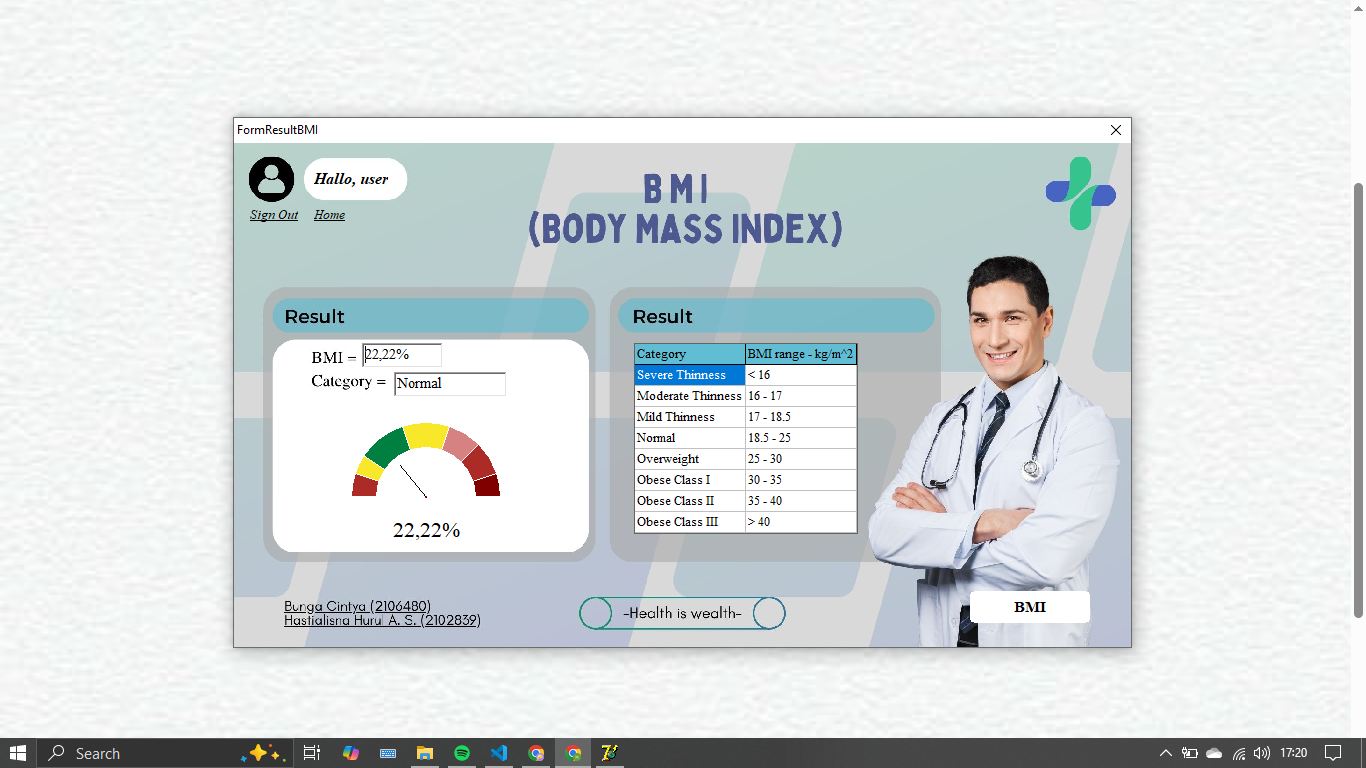 FormResultBMI
Hallo, user
Sign Out Home
BMI
(BODY MASS INDEX)
Result
BMI = 22,22%
Category = Normal
22,22%
Result
Category BMI range - kg/m^2
Severe Thinness < 16
Moderate Thinness 16 - 17
Mild Thinness 17 - 18.5
Normal 18.5 - 25
Overweight 25 - 30
Obese Class I 30 - 35
Obese Class II 35 - 40
Obese Class III > 40
Bunga Cintya (2106480)
Hastialisna Hurul A. S. (2102839)
-Health is wealth-
BMI
Search
17:20